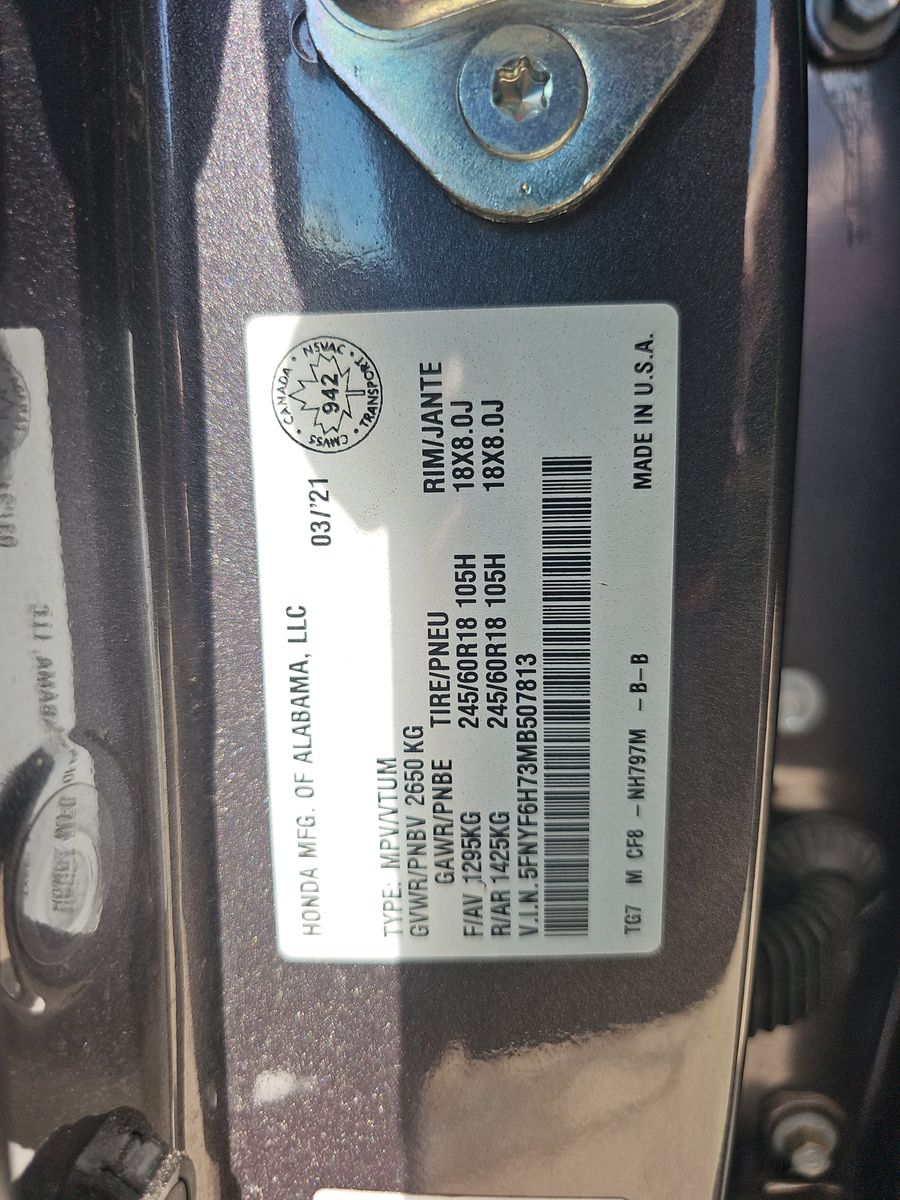 HONDA MFG. OF ALABAMA, LLC 03/'21
CANADA • NSVAC • TRANSPORT • CMVSS •
942
TYPE: MPV/VTUM
GVWR/PNBV 2650 KG
GAWR/PNBE TIRE/PNEU RIM/JANTE
F/AV 1295KG 245/60R18 105H 18X8.0J
R/AR 1425KG 245/60R18 105H 18X8.0J
V.I.N. 5FNYF6H73MB507813
TG7 M CF8 -NH797M -B-B MADE IN U.S.A.